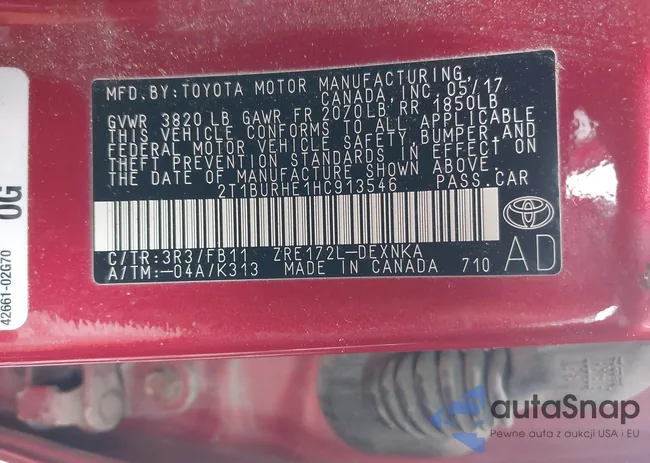 MFD. BY: TOYOTA MOTOR MANUFACTURING,
CANADA, INC. 05/17
GVWR 3820 LB GAWR FR 2070LB RR 1850LB
THIS VEHICLE CONFORMS TO ALL APPLICABLE
FEDERAL MOTOR VEHICLE SAFETY, BUMPER, AND
THEFT PREVENTION STANDARDS IN EFFECT ON
THE DATE OF MANUFACTURE SHOWN ABOVE.
2T1BURHE1HC913546 PASS. CAR
C/TR:3R3/FB11 ZRE172L-DEXNKA
A/TM:-04A/K313 MADE IN CANADA 710
AD
42661-02G70
0G
autaSnap
Pewne auta z aukcji USA i EU